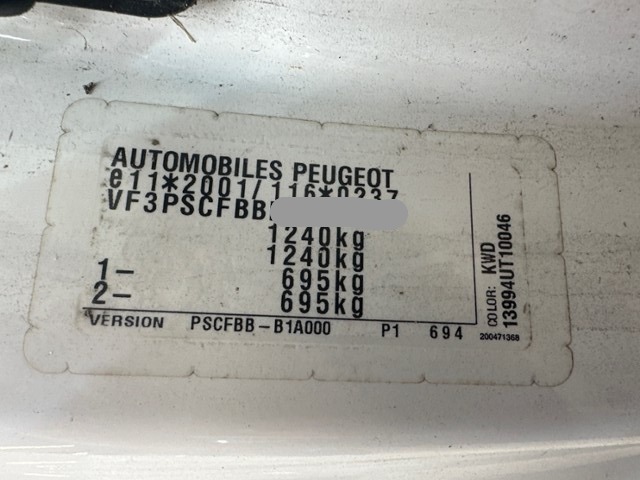 AUTOMOBILES PEUGEOT
e11*2001/116*0237
VF3PSCFBB
1240kg
1240kg
1- 695kg
2- 695kg
VERSION PSCFBB-B1A000 P1 694
COLOR: KWD
13994UT10046
200471368